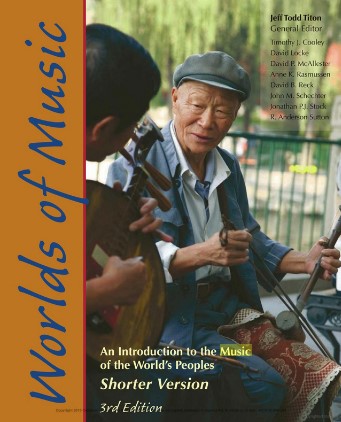 Worlds of Music
Jeff Todd Titon
General Editor
Timothy J. Cooley
David Locke
David P. McAllester
Anne K. Rasmussen
David B. Reck
John M. Schechter
Jonathan P.J. Stock
R. Anderson Sutton
An Introduction to the Music
of the World's Peoples
Shorter Version
3rd Edition